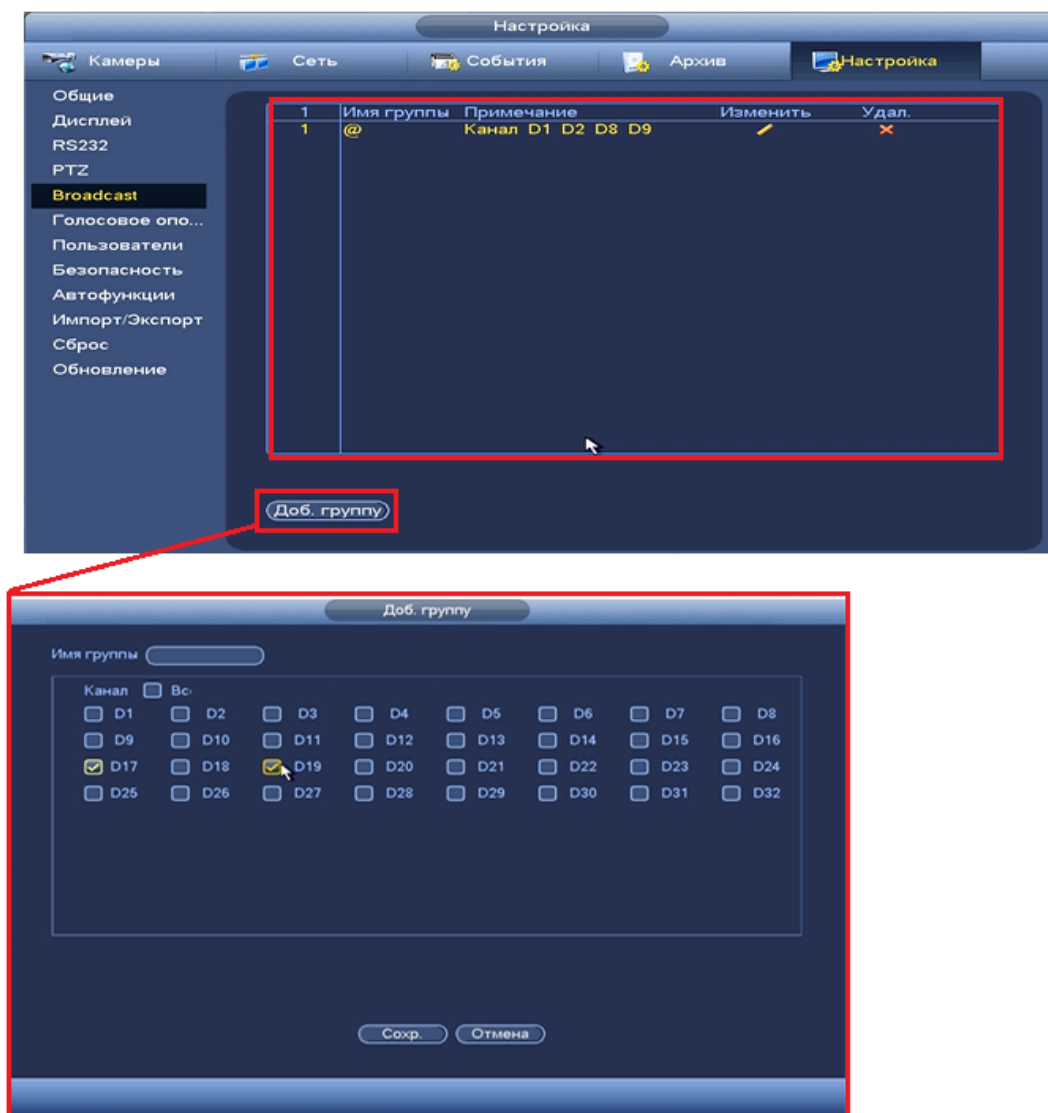 Настройка
Камеры Сеть События Архив Настройка
Общие
Дисплей
RS232
PTZ
Broadcast
Голосовое опо...
Пользователи
Безопасность
Автофункции
Импорт/Экспорт
Сброс
Обновление
1 Имя группы Примечание Изменить Удал.
1 @ Канал D1 D2 D8 D9
Доб. группу
Доб. группу
Имя группы
Канал Вс
D1 D2 D3 D4 D5 D6 D7 D8
D9 D10 D11 D12 D13 D14 D15 D16
D17 D18 D19 D20 D21 D22 D23 D24
D25 D26 D27 D28 D29 D30 D31 D32
Сохр. Отмена